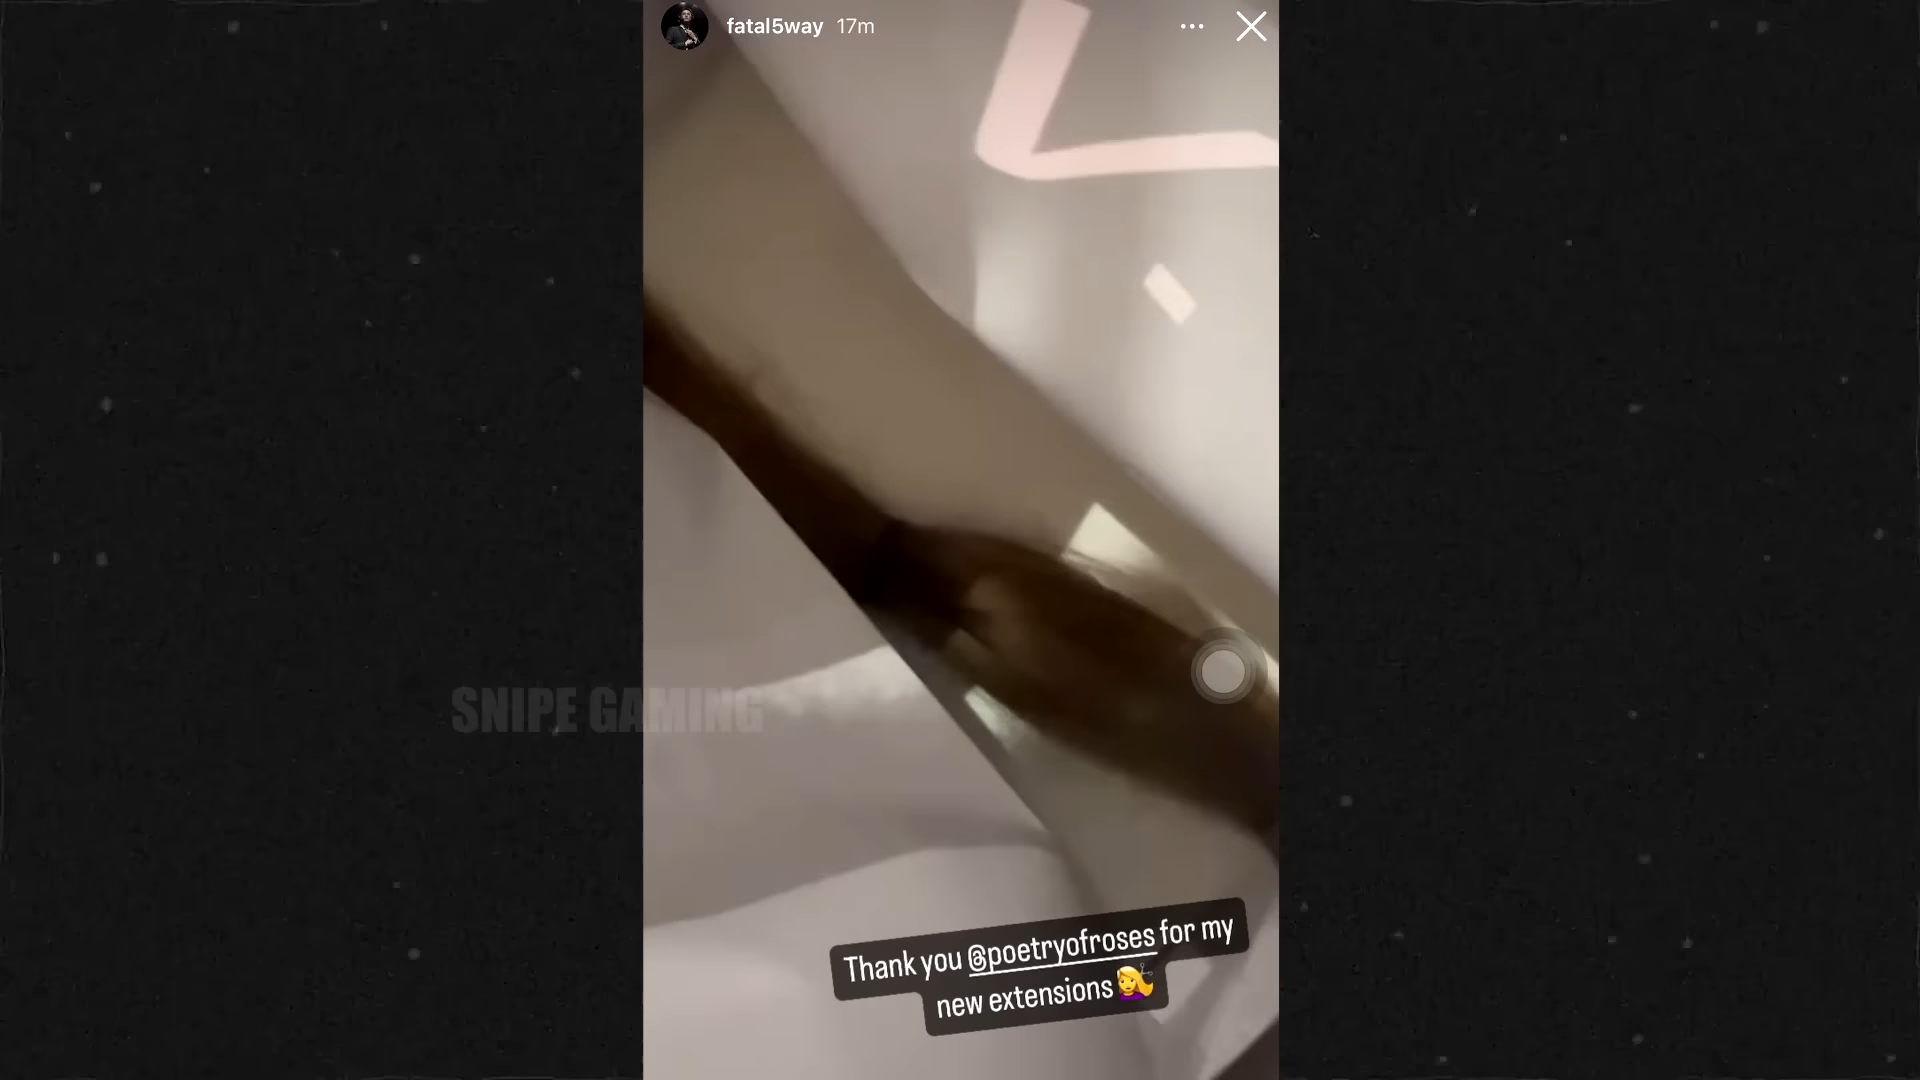 fatal5way 17m
SNIPE GAMING
Thank you @poetryofroses for my
new extensions 💇‍♀️